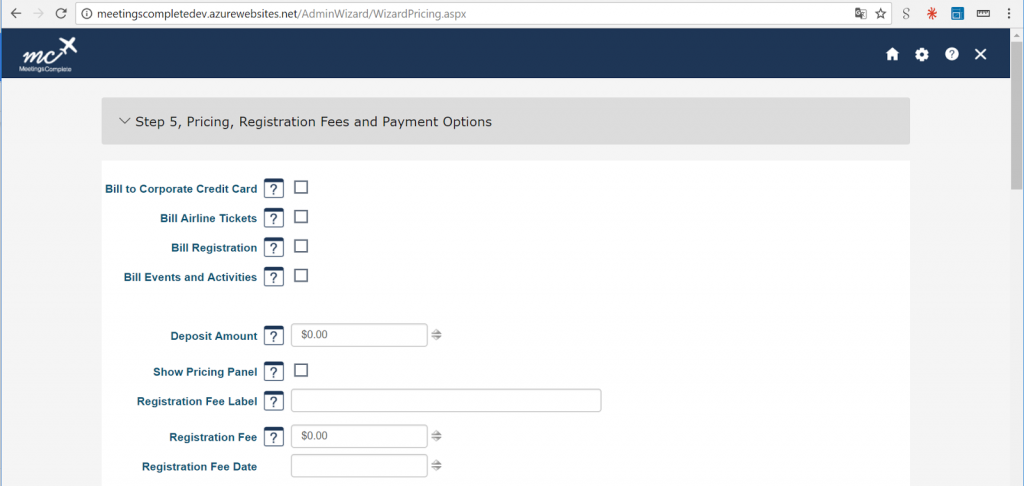 meetingscompletedev.azurewebsites.net/AdminWizard/WizardPricing.aspx
mc
MeetingsComplete
Step 5, Pricing, Registration Fees and Payment Options
Bill to Corporate Credit Card ?
Bill Airline Tickets ?
Bill Registration ?
Bill Events and Activities ?
Deposit Amount ? $0.00
Show Pricing Panel ?
Registration Fee Label ?
Registration Fee ? $0.00
Registration Fee Date